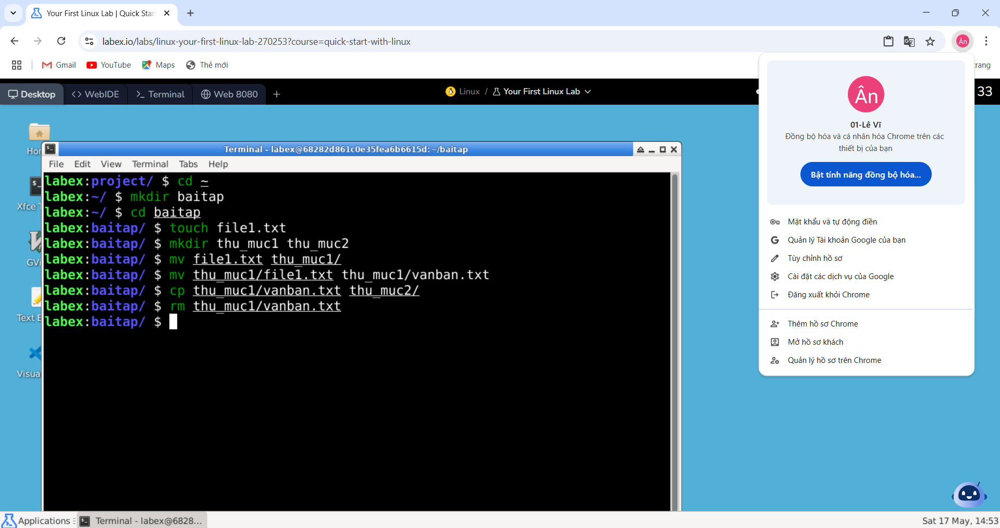 Your First Linux Lab | Quick Star
labex.io/labs/linux-your-first-linux-lab-270253?course=quick-start-with-linux
Ân
Gmail
YouTube
Maps
Thẻ mới
trang
Desktop
WebIDE
Terminal
Web 8080
Linux / Your First Linux Lab
33
Ân
01-Lê Vĩ
Đồng bộ hóa và cá nhân hóa Chrome trên các
thiết bị của bạn
Bật tính năng đồng bộ hóa...
Mật khẩu và tự động điền
Quản lý Tài khoản Google của bạn
Tùy chỉnh hồ sơ
Cài đặt các dịch vụ của Google
Đăng xuất khỏi Chrome
Thêm hồ sơ Chrome
Mở hồ sơ khách
Quản lý hồ sơ trên Chrome
Hom
Xfce T
GVi
Text E
Visua
Terminal - labex@68282d861c0e35fea6b6615d:~/baitap
File Edit View Terminal Tabs Help
labex:project/ $ cd ~
labex:~/ $ mkdir baitap
labex:~/ $ cd baitap
labex:baitap/ $ touch file1.txt
labex:baitap/ $ mkdir thu_muc1 thu_muc2
labex:baitap/ $ mv file1.txt thu_muc1/
labex:baitap/ $ mv thu_muc1/file1.txt thu_muc1/vanban.txt
labex:baitap/ $ cp thu_muc1/vanban.txt thu_muc2/
labex:baitap/ $ rm thu_muc1/vanban.txt
labex:baitap/ $
Applications
Terminal - labex@6828...
Sat 17 May, 14:53